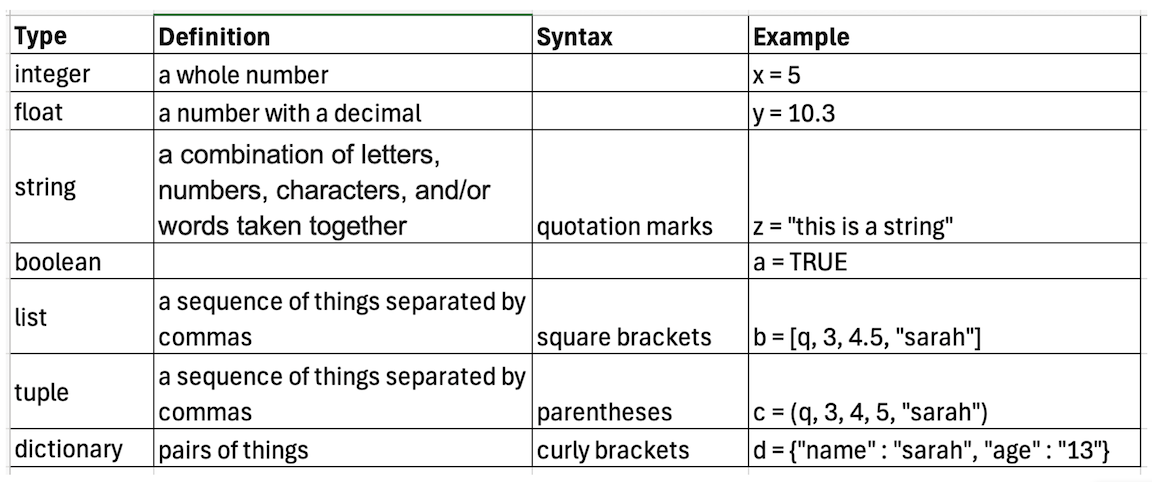 Type Definition Syntax Example
integer a whole number x = 5
float a number with a decimal y = 10.3
string a combination of letters,
numbers, characters, and/or
words taken together quotation marks z = "this is a string"
boolean a = TRUE
list a sequence of things separated by
commas square brackets b = [q, 3, 4.5, "sarah"]
tuple a sequence of things separated by
commas parentheses c = (q, 3, 4, 5, "sarah")
dictionary pairs of things curly brackets d = {"name" : "sarah", "age" : "13"}